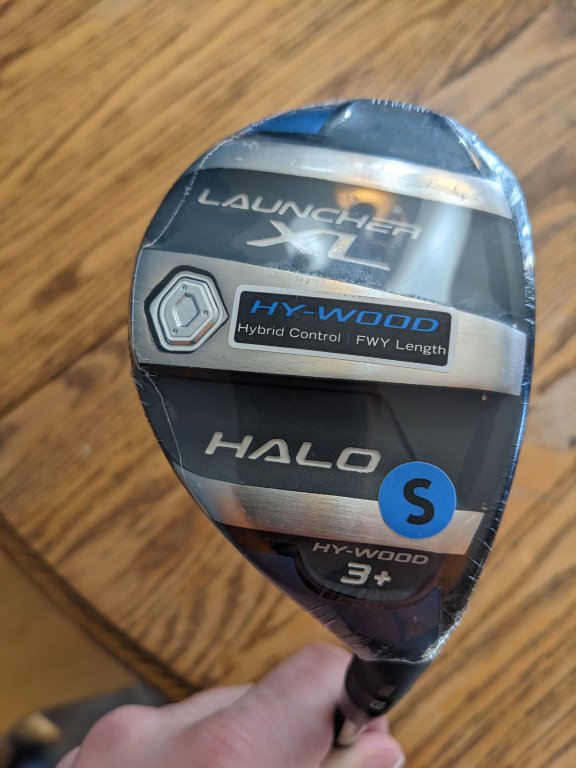 LAUNCHER
XL
HY-WOOD
Hybrid Control | FWY Length
HALO
S
HY-WOOD
3+